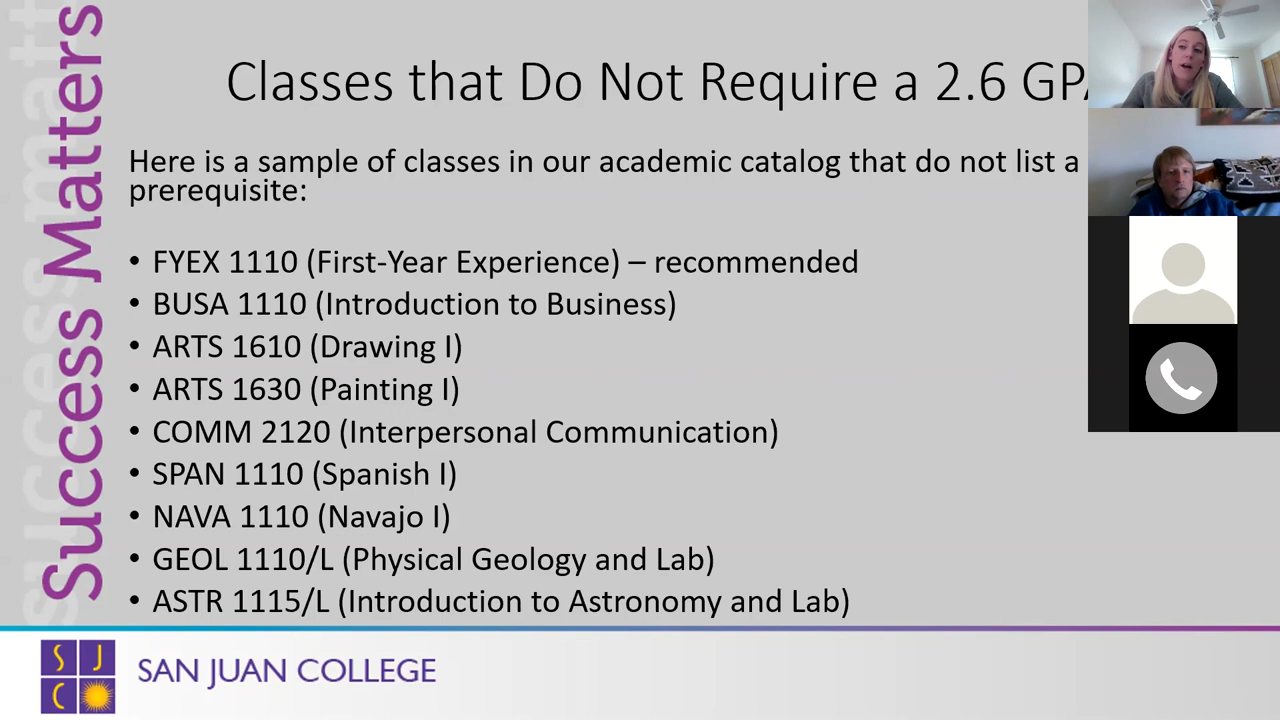 Success Matters
success matt
Classes that Do Not Require a 2.6 GPA
Here is a sample of classes in our academic catalog that do not list a
prerequisite:
• FYEX 1110 (First-Year Experience) – recommended
• BUSA 1110 (Introduction to Business)
• ARTS 1610 (Drawing I)
• ARTS 1630 (Painting I)
• COMM 2120 (Interpersonal Communication)
• SPAN 1110 (Spanish I)
• NAVA 1110 (Navajo I)
• GEOL 1110/L (Physical Geology and Lab)
• ASTR 1115/L (Introduction to Astronomy and Lab)
SJC
SAN JUAN COLLEGE